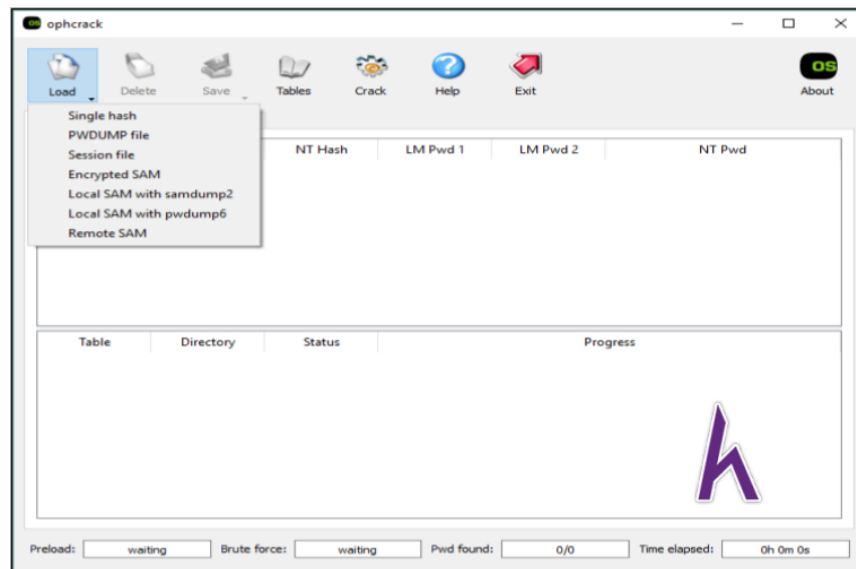 ophcrack
Load Delete Save Tables Crack Help Exit OS About
Single hash
PWDUMP file
Session file
Encrypted SAM
Local SAM with samdump2
Local SAM with pwdump6
Remote SAM
NT Hash LM Pwd 1 LM Pwd 2 NT Pwd
Table Directory Status Progress
h
Preload: waiting Brute force: waiting Pwd found: 0/0 Time elapsed: 0h 0m 0s